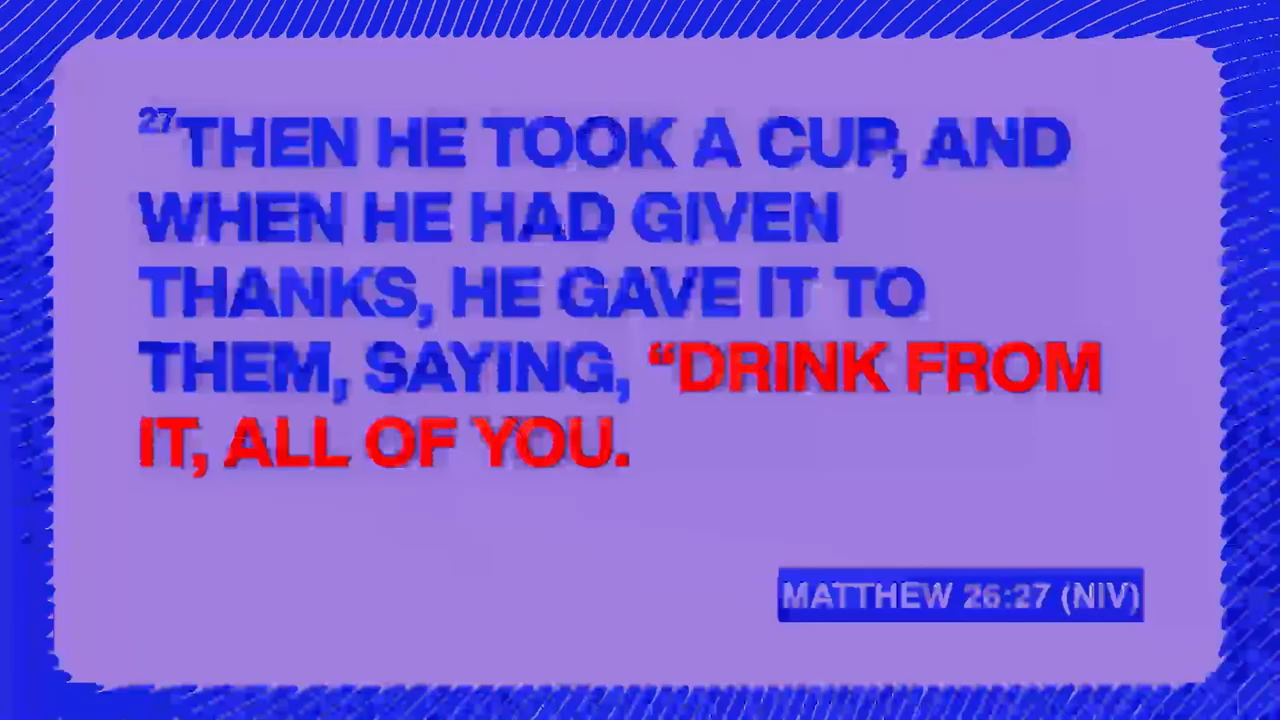 27THEN HE TOOK A CUP, AND
WHEN HE HAD GIVEN
THANKS, HE GAVE IT TO
THEM, SAYING, “DRINK FROM
IT, ALL OF YOU.
MATTHEW 26:27 (NIV)